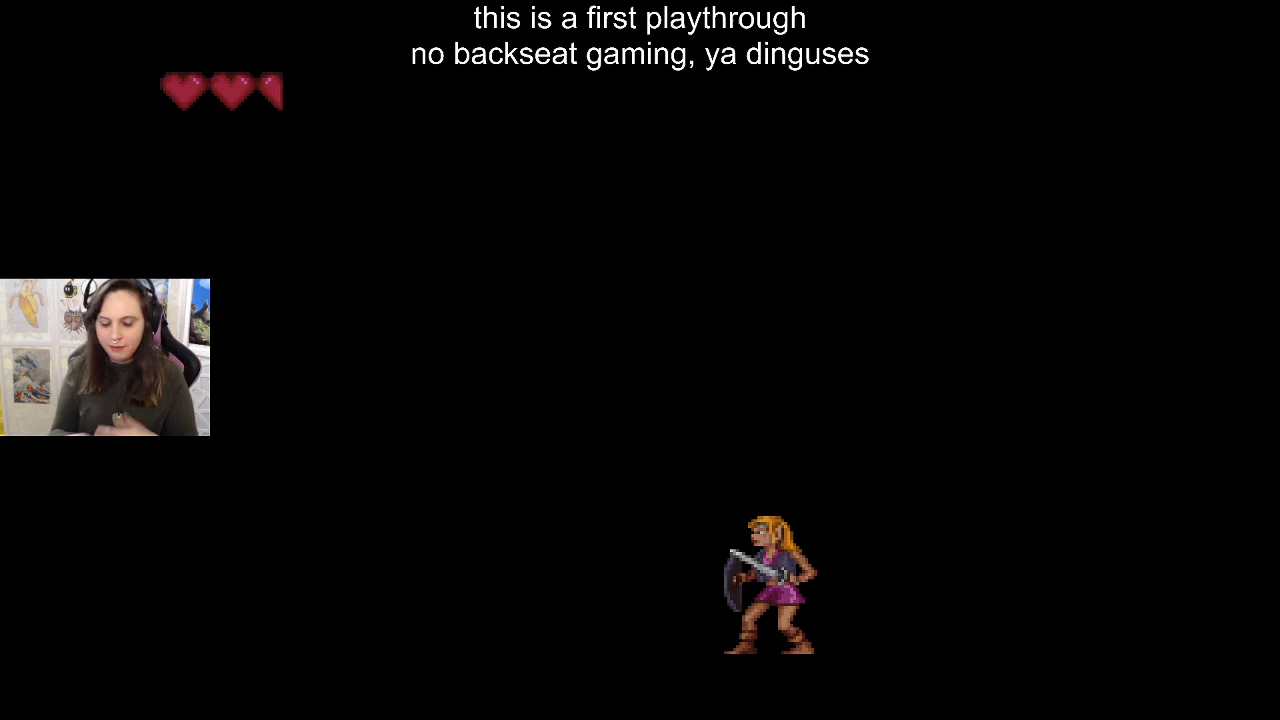 this is a first playthrough
no backseat gaming, ya dinguses